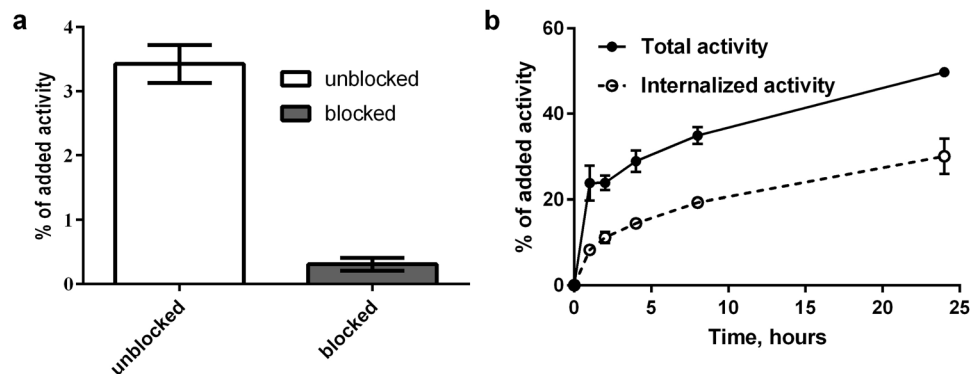 a
% of added activity
4
3
2
1
0
unblocked
blocked
unblocked
blocked
b
% of added activity
60
40
20
0
Total activity
Internalized activity
0 5 10 15 20 25
Time, hours